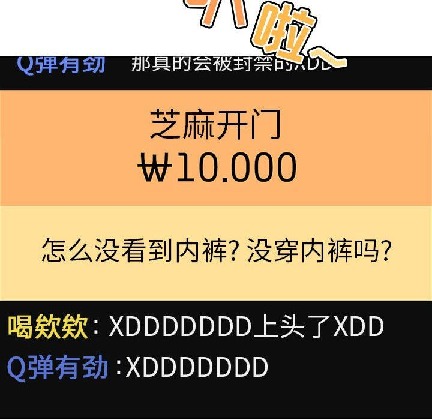 啦~
Q弹有劲 那真的会被封禁的XDD
芝麻开门
₩10.000
怎么没看到内裤? 没穿内裤吗?
喝欸欸: XDDDDDDD上头了XDD
Q弹有劲 :XDDDDDDD